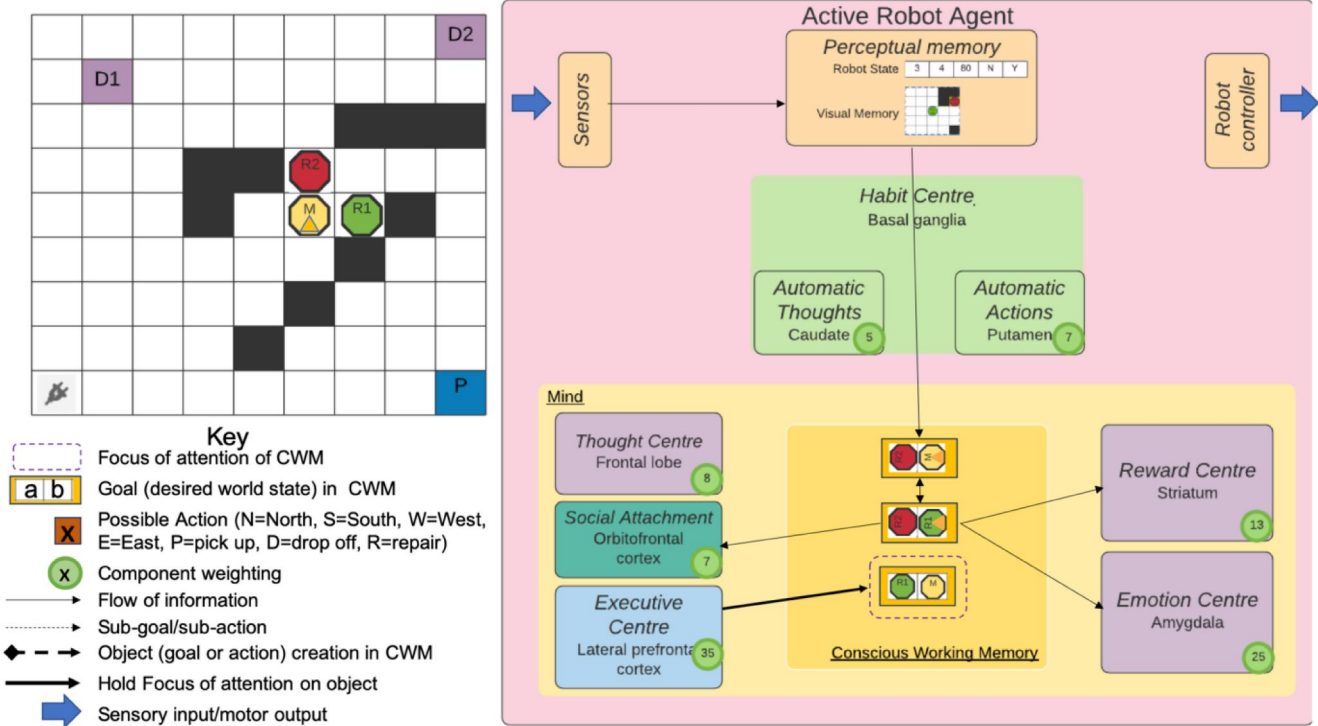 D2
D1
R2
M
R1
P
Key
Focus of attention of CWM
a b
Goal (desired world state) in CWM
X
Possible Action (N=North, S=South, W=West,
E=East, P=pick up, D=drop off, R=repair)
x
Component weighting
Flow of information
Sub-goal/sub-action
Object (goal or action) creation in CWM
Hold Focus of attention on object
Sensory input/motor output
Active Robot Agent
Sensors
Perceptual memory
Robot State 3 4 80 N Y
Visual Memory
Robot
controller
Habit Centre
Basal ganglia
Automatic
Thoughts
Caudate
5
Automatic
Actions
Putamen
7
Mind
Thought Centre
Frontal lobe
8
Social Attachment
Orbitofrontal
cortex
7
Executive
Centre
Lateral prefronta
cortex
35
R2 M
R2 R1
R1 M
Conscious Working Memory
Reward Centre
Striatum
13
Emotion Centre
Amygdala
25